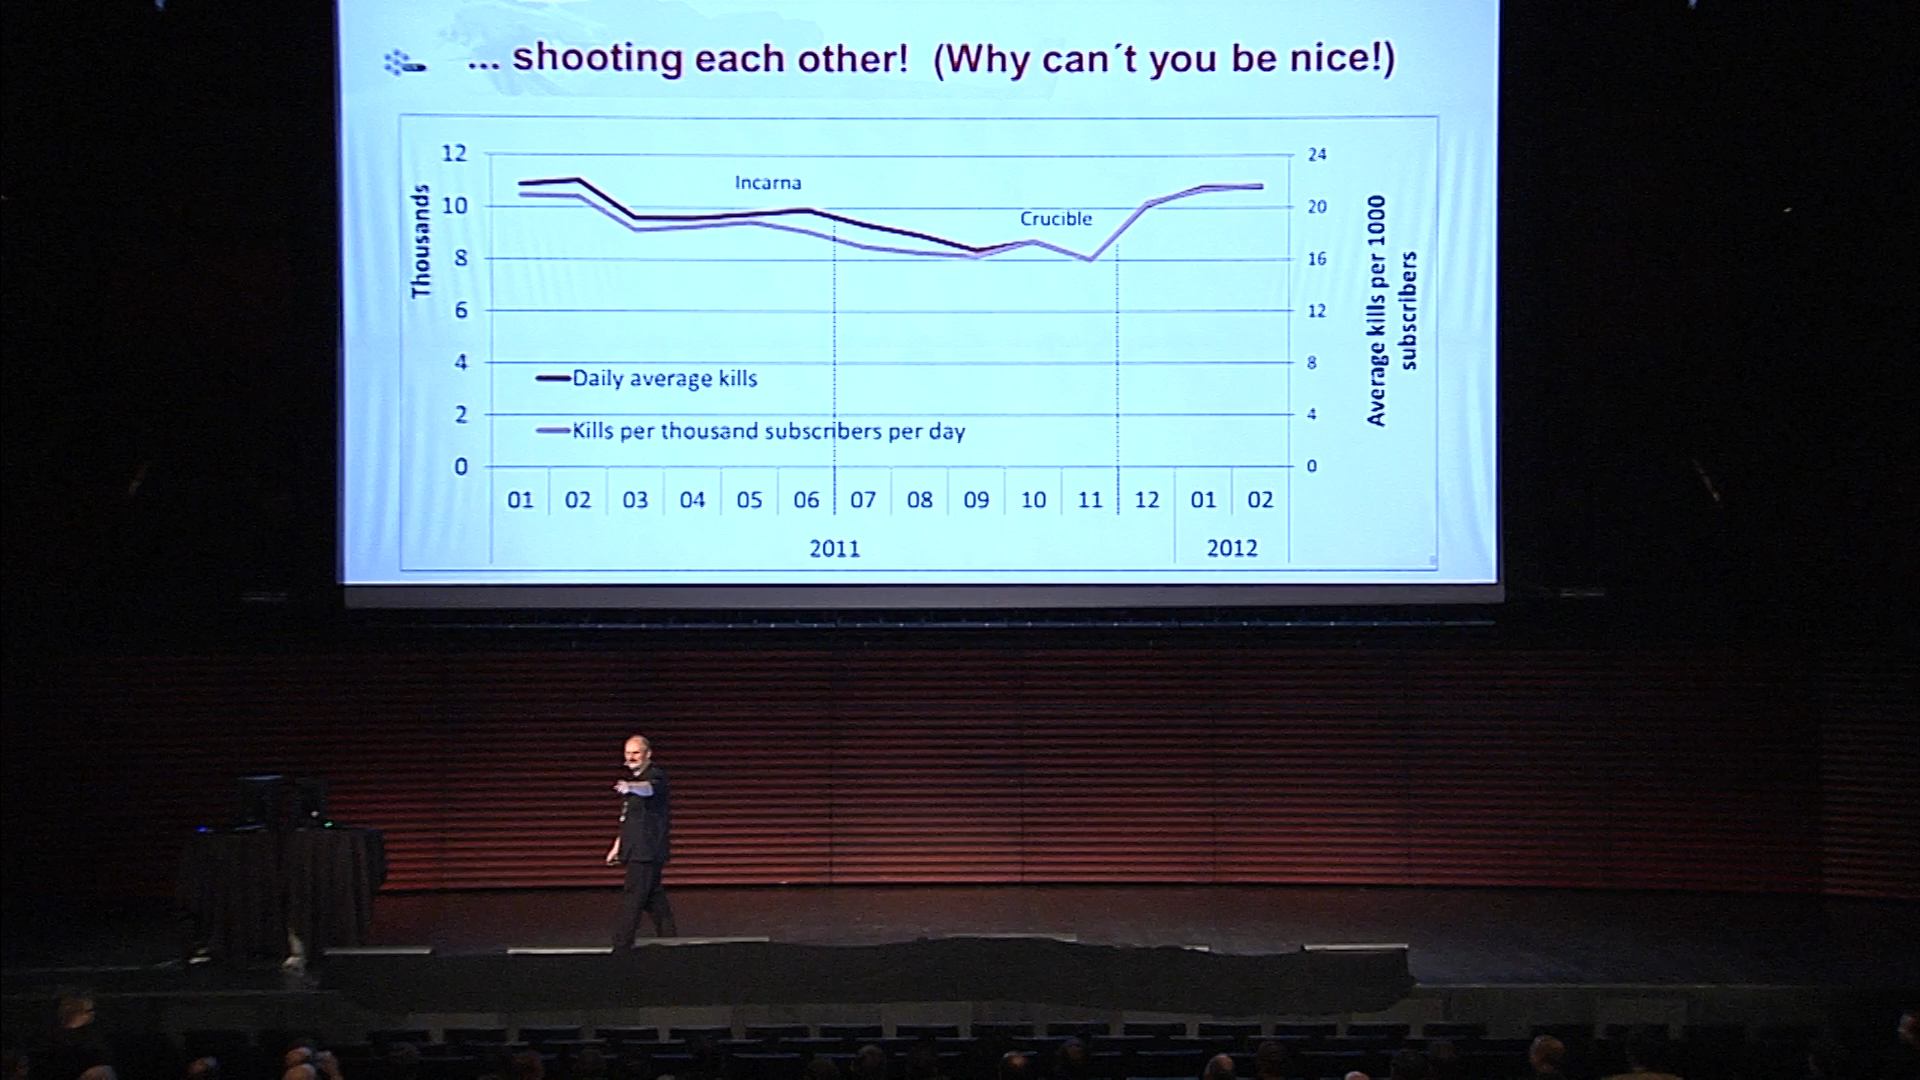 ... shooting each other! (Why can´t you be nice!)
12
10
8
6
4
2
0
Thousands
24
20
16
12
8
4
0
Average kills per 1000
subscribers
Incarna
Crucible
Daily average kills
Kills per thousand subscribers per day
01 02 03 04 05 06 07 08 09 10 11 12 01 02
2011 2012